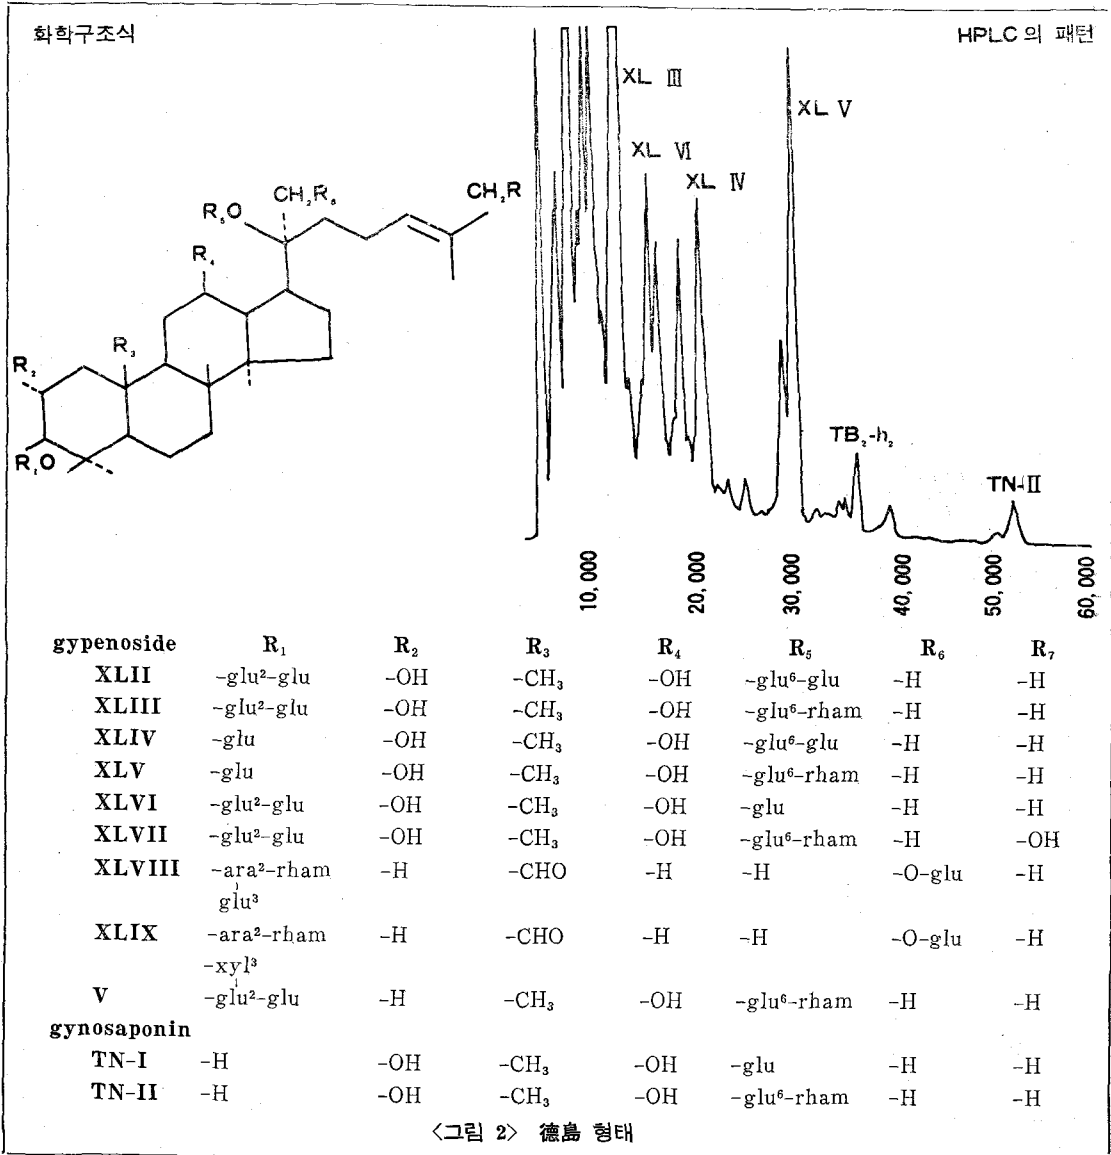 화학구조식
HPLC의 패턴
XL Ⅲ
XL Ⅵ
XL Ⅳ
XL Ⅴ
TB₂-h₂
TN-Ⅱ
CH₂R₆
CH₂R
R₅O
R₄
R₃
R₂
R₁O
10,000
20,000
30,000
40,000
50,000
60,000
gypenoside R₁ R₂ R₃ R₄ R₅ R₆ R₇
XLII -glu²-glu -OH -CH₃ -OH -glu⁶-glu -H -H
XLIII -glu²-glu -OH -CH₃ -OH -glu⁶-rham -H -H
XLIV -glu -OH -CH₃ -OH -glu⁶-glu -H -H
XLV -glu -OH -CH₃ -OH -glu⁶-rham -H -H
XLVI -glu²-glu -OH -CH₃ -OH -glu -H -H
XLVII -glu²-glu -OH -CH₃ -OH -glu⁶-rham -H -OH
XLVIII -ara²-rham -H -CHO -H -H -O-glu -H
glu³
XLIX -ara²-rham -H -CHO -H -H -O-glu -H
-xyl³
V -glu²-glu -H -CH₃ -OH -glu⁶-rham -H -H
gynosaponin
TN-I -H -OH -CH₃ -OH -glu -H -H
TN-II -H -OH -CH₃ -OH -glu⁶-rham -H -H
<그림 2> 德島 형태